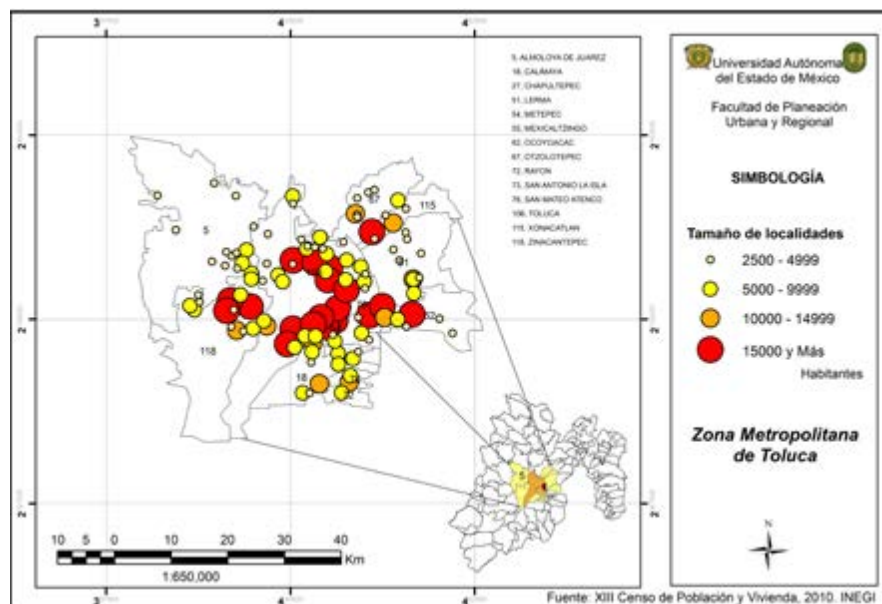 5, ALMOLOYA DE JUAREZ
18, CALIMAYA
27, CHAPULTEPEC
51, LERMA
54, METEPEC
55, MEXICALTZINGO
62, OCOYOACAC
67, OTZOLOTEPEC
72, RAYON
73, SAN ANTONIO LA ISLA
76, SAN MATEO ATENCO
106, TOLUCA
115, XONACATLAN
118, ZINACANTEPEC
67
115
5
118
18
5
10 5 0 10 20 30 40
Km
1:650,000
Universidad Autónoma
del Estado de México
Facultad de Planeación
Urbana y Regional
SIMBOLOGÍA
Tamaño de localidades
2500 - 4999
5000 - 9999
10000 - 14999
15000 y Más
Habitantes
Zona Metropolitana
de Toluca
N
Fuente: XIII Censo de Población y Vivienda, 2010. INEGI